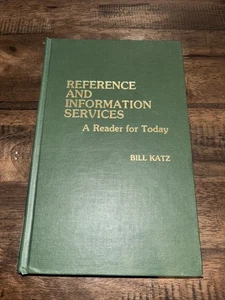 REFERENCE
AND
INFORMATION
SERVICES
A Reader for Today
BILL KATZ